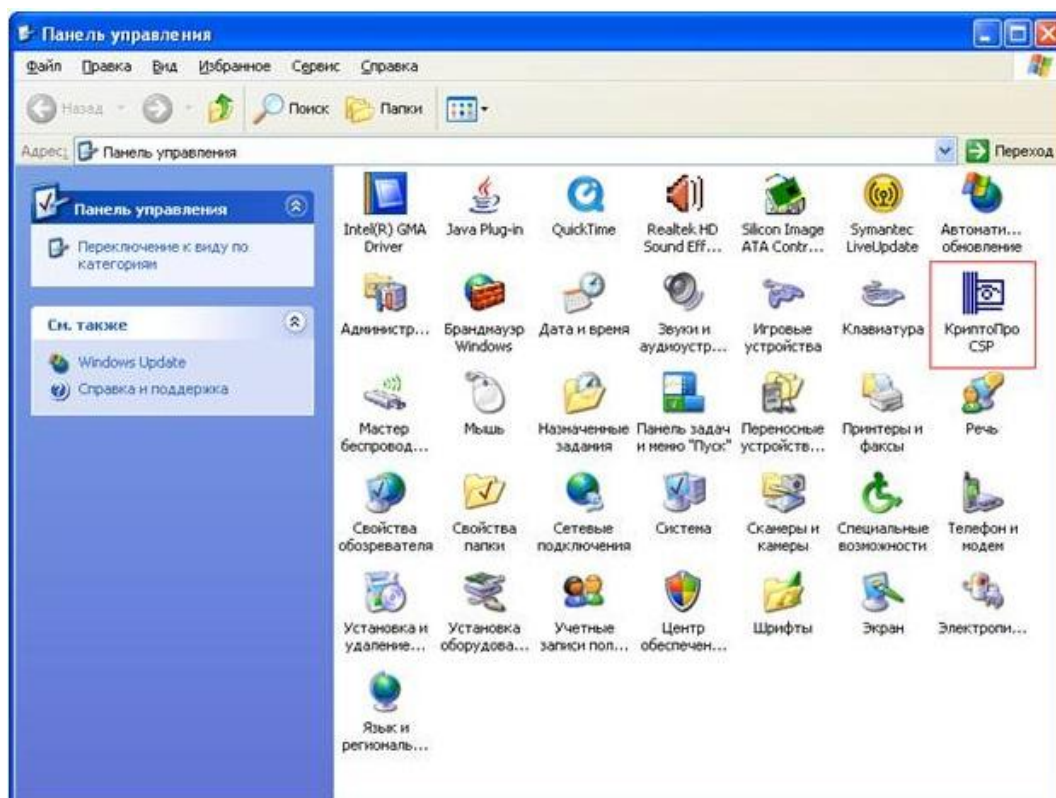 Панель управления
Файл Правка Вид Избранное Сервис Справка
Назад Поиск Папки
Адрес: Панель управления Переход
Панель управления
Переключение к виду по
категориям
См. также
Windows Update
Справка и поддержка
Intel(R) GMA
Driver
Java Plug-in
QuickTime
Realtek HD
Sound Eff...
Silicon Image
ATA Contr...
Symantec
LiveUpdate
Автомати...
обновление
Администр...
Брандмауэр
Windows
Дата и время
Звуки и
аудиоустр...
Игровые
устройства
Клавиатура
КриптоПро
CSP
Мастер
беспровод...
Мышь
Назначенные
задания
Панель задач
и меню "Пуск"
Переносные
устройств...
Принтеры и
факсы
Речь
Свойства
обозревателя
Свойства
папки
Сетевые
подключения
Система
Сканеры и
камеры
Специальные
возможности
Телефон и
модем
Установка и
удаление...
Установка
оборудова...
Учетные
записи пол...
Центр
обеспечен...
Шрифты
Экран
Электропи...
Язык и
региональ...